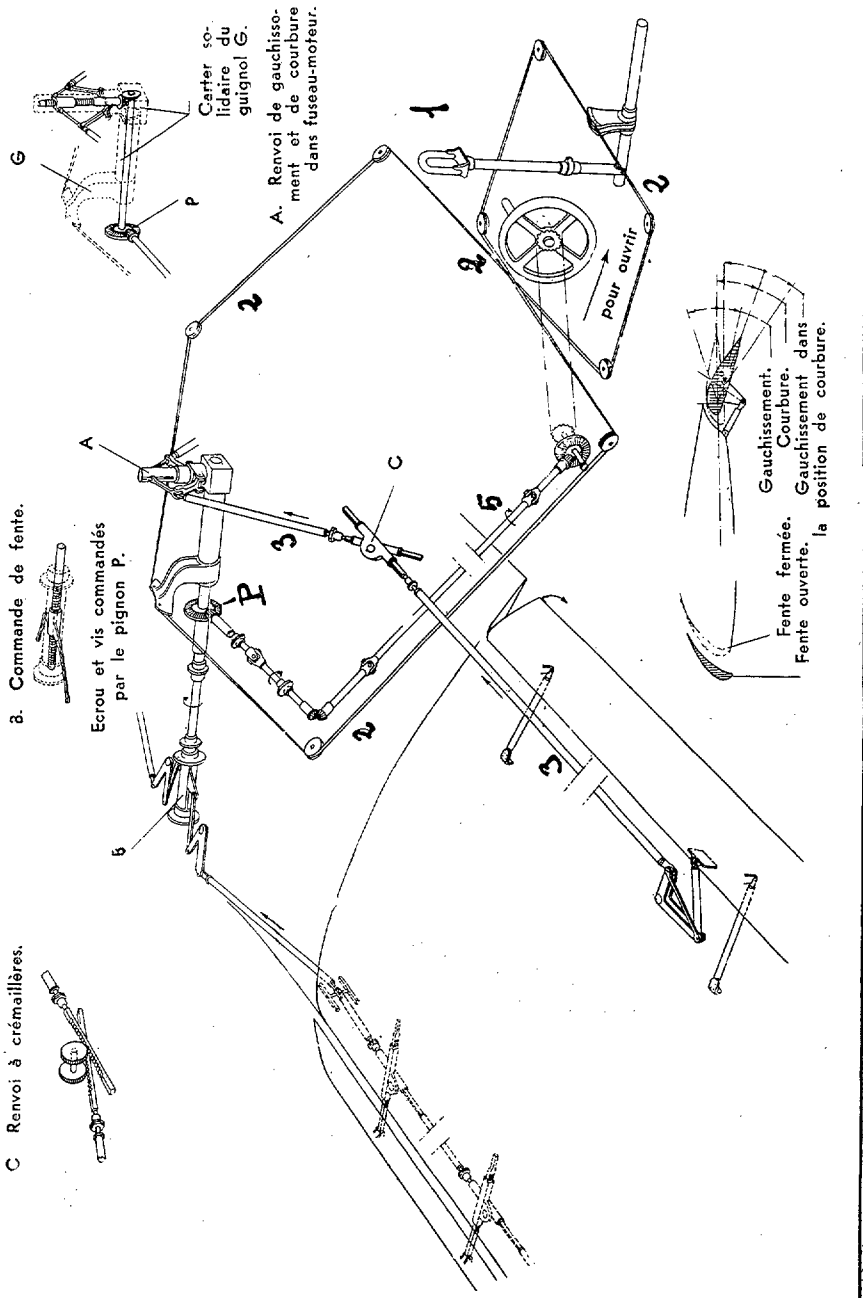 C Renvoi à crémaillères.
B. Commande de fente.
Ecrou et vis commandés
par le pignon P.
G
P
Carter so-
lidaire du
guignol G.
A. Renvoi de gauchisso-
ment et de courbure
dans fuseau-moteur.
B
A
P
3
C
2
2
5
2
1
2
3
pour ouvrir
Fente fermée.
Fente ouverte.
Gauchissement.
Courbure.
Gauchissement dans
la position de courbure.